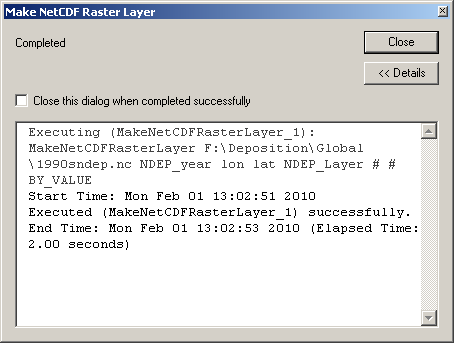 Make NetCDF Raster Layer
Completed
Close
<< Details
Close this dialog when completed successfully
Executing (MakeNetCDFRasterLayer_1):
MakeNetCDFRasterLayer F:\Deposition\Global
\1990sndep.nc NDEP_year lon lat NDEP_Layer # #
BY_VALUE
Start Time: Mon Feb 01 13:02:51 2010
Executed (MakeNetCDFRasterLayer_1) successfully.
End Time: Mon Feb 01 13:02:53 2010 (Elapsed Time:
2.00 seconds)